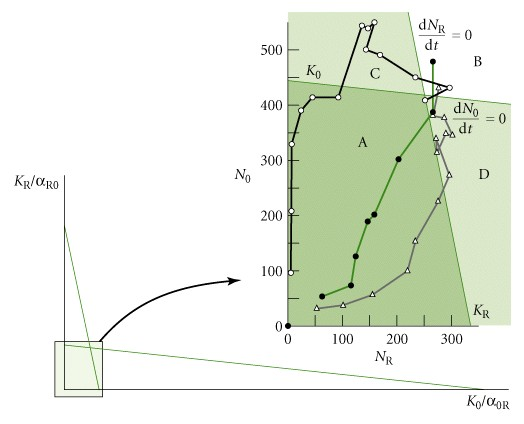 dN_R/dt = 0
B
500
C
K_0
400
dN_0/dt = 0
A
300
K_R/α_R0
N_0
D
200
100
K_R
0
0 100 200 300
N_R
K_0/α_0R